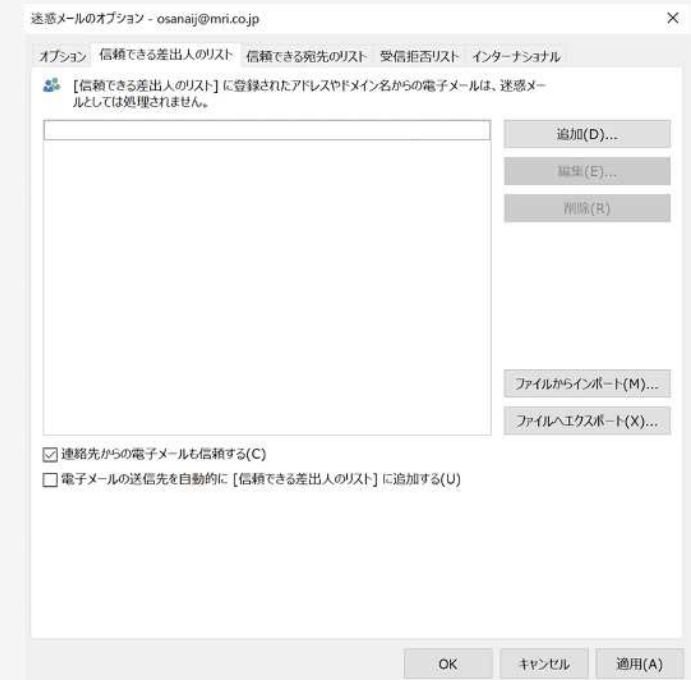 迷惑メールのオプション - osanaij@mri.co.jp
オプション 信頼できる差出人のリスト 信頼できる宛先のリスト 受信拒否リスト インターナショナル
[信頼できる差出人のリスト] に登録されたアドレスやドメイン名からの電子メールは、迷惑メー
ルとしては処理されません。
追加(D)...
編集(E)...
削除(R)
ファイルからインポート(M)...
ファイルへエクスポート(X)...
連絡先からの電子メールも信頼する(C)
電子メールの送信先を自動的に [信頼できる差出人のリスト] に追加する(U)
OK キャンセル 適用(A)